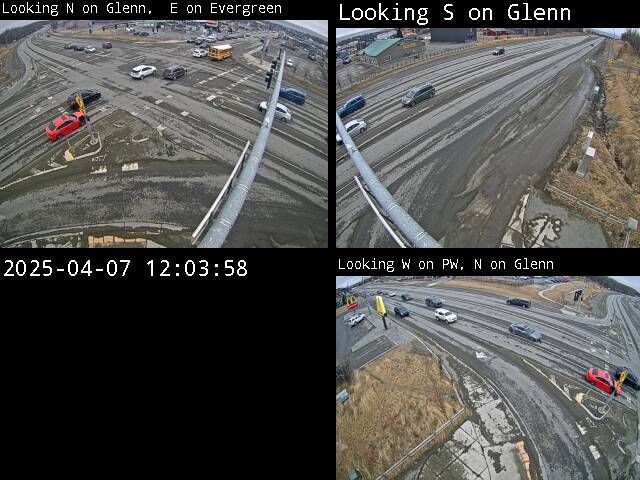 Looking N on Glenn,  E on Evergreen
Looking S on Glenn
2025-04-07 12:03:58
Looking W on PW, N on Glenn